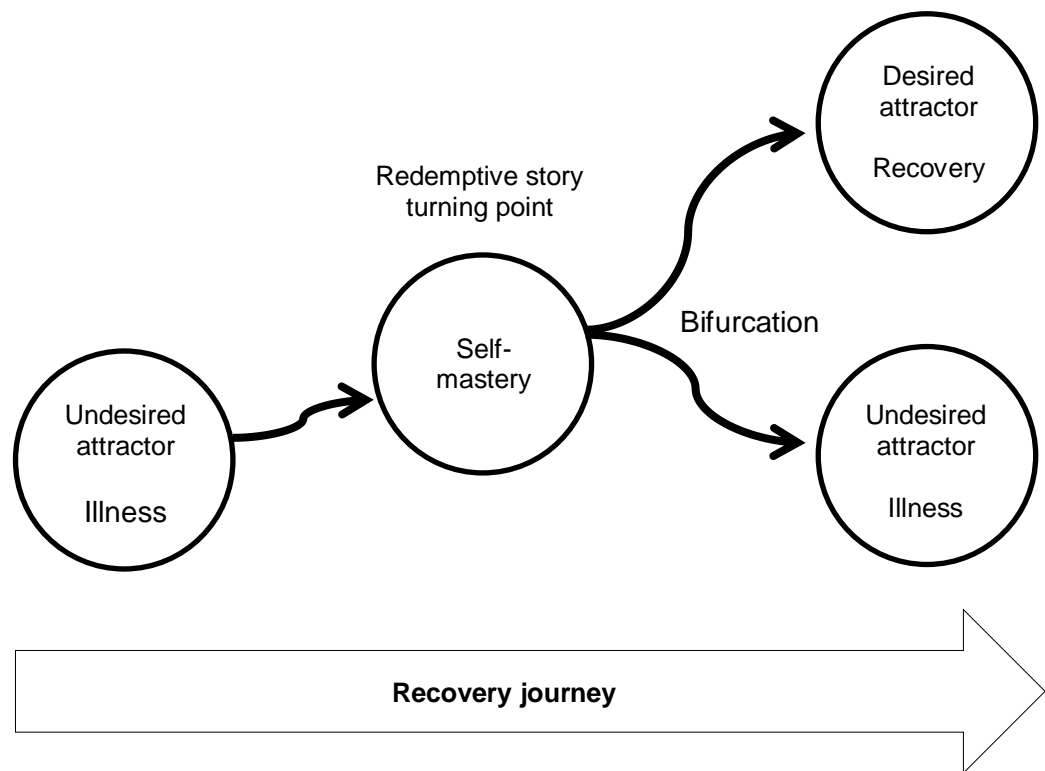 Desired
attractor
Recovery
Redemptive story
turning point
Bifurcation
Self-
mastery
Undesired
attractor
Illness
Undesired
attractor
Illness
Recovery journey